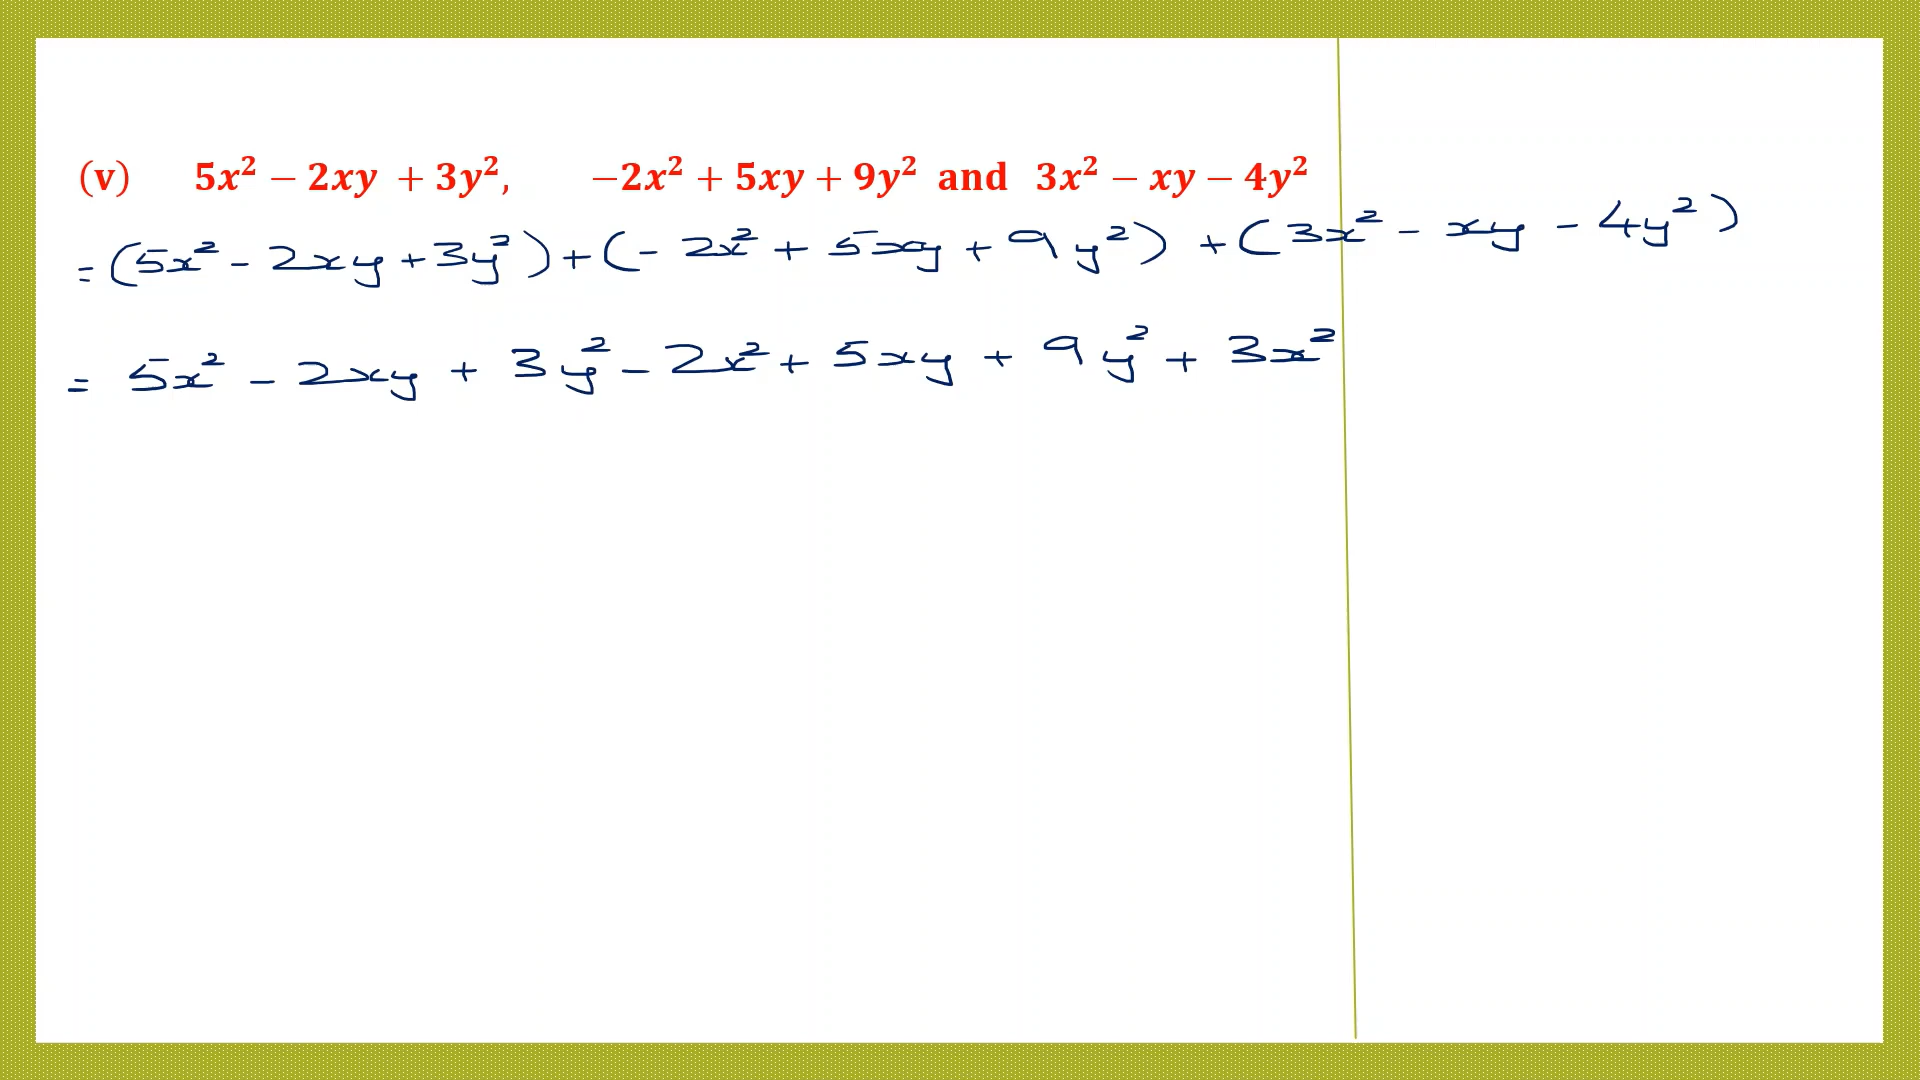 (v) 5x² − 2xy + 3y², −2x² + 5xy + 9y² and 3x² − xy − 4y²
= (5x² - 2xy + 3y²) + (- 2x² + 5xy + 9y²) + (3x² - xy - 4y²)
= 5x² - 2xy + 3y² - 2x² + 5xy + 9y² + 3x²